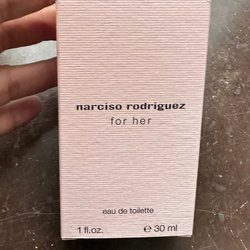 narciso rodriguez
for her
eau de toilette
1 fl.oz. ℮ 30 ml